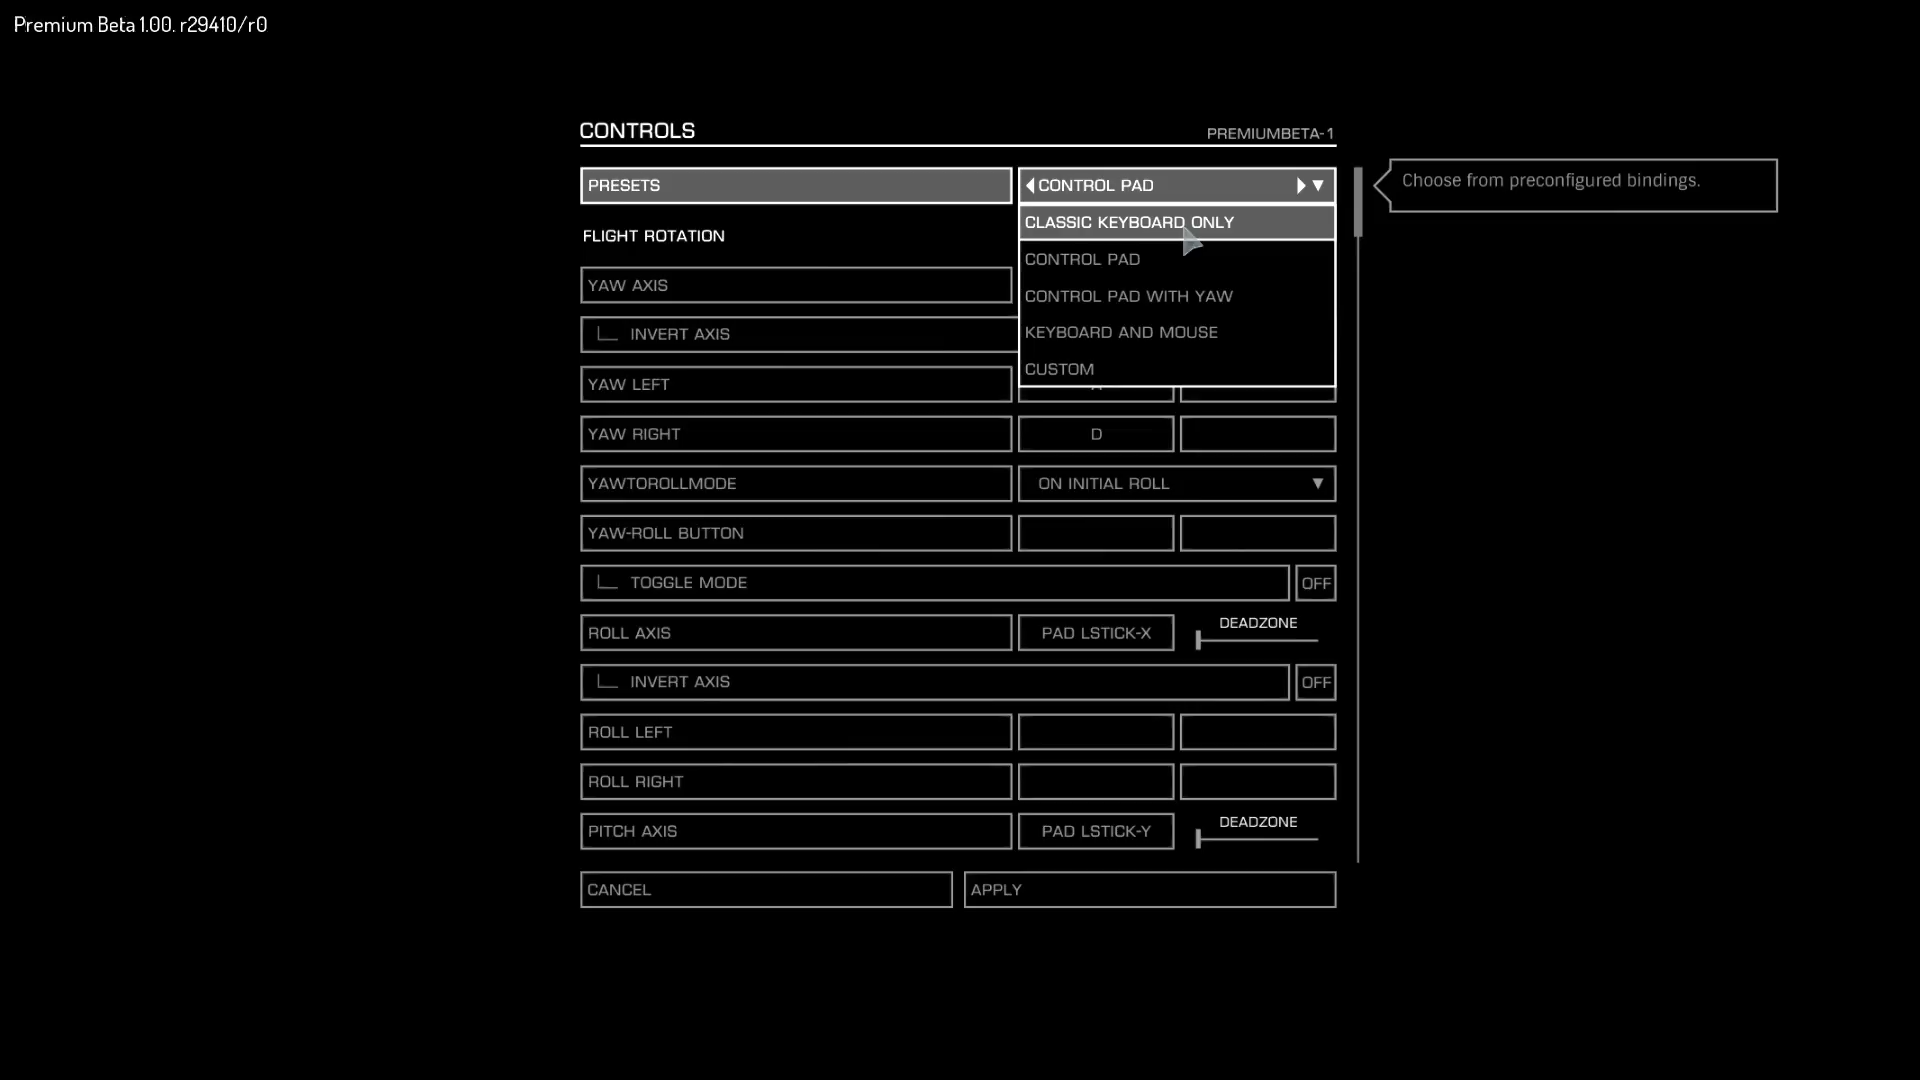 Premium Beta 1.00. r29410/r0
CONTROLS
PREMIUMBETA-1
PRESETS
CONTROL PAD
Choose from preconfigured bindings.
CLASSIC KEYBOARD ONLY
FLIGHT ROTATION
CONTROL PAD
YAW AXIS
CONTROL PAD WITH YAW
INVERT AXIS
KEYBOARD AND MOUSE
CUSTOM
YAW LEFT
YAW RIGHT
D
YAWTOROLLMODE
ON INITIAL ROLL
YAW-ROLL BUTTON
TOGGLE MODE
OFF
ROLL AXIS
PAD LSTICK-X
DEADZONE
INVERT AXIS
OFF
ROLL LEFT
ROLL RIGHT
PITCH AXIS
PAD LSTICK-Y
DEADZONE
CANCEL
APPLY